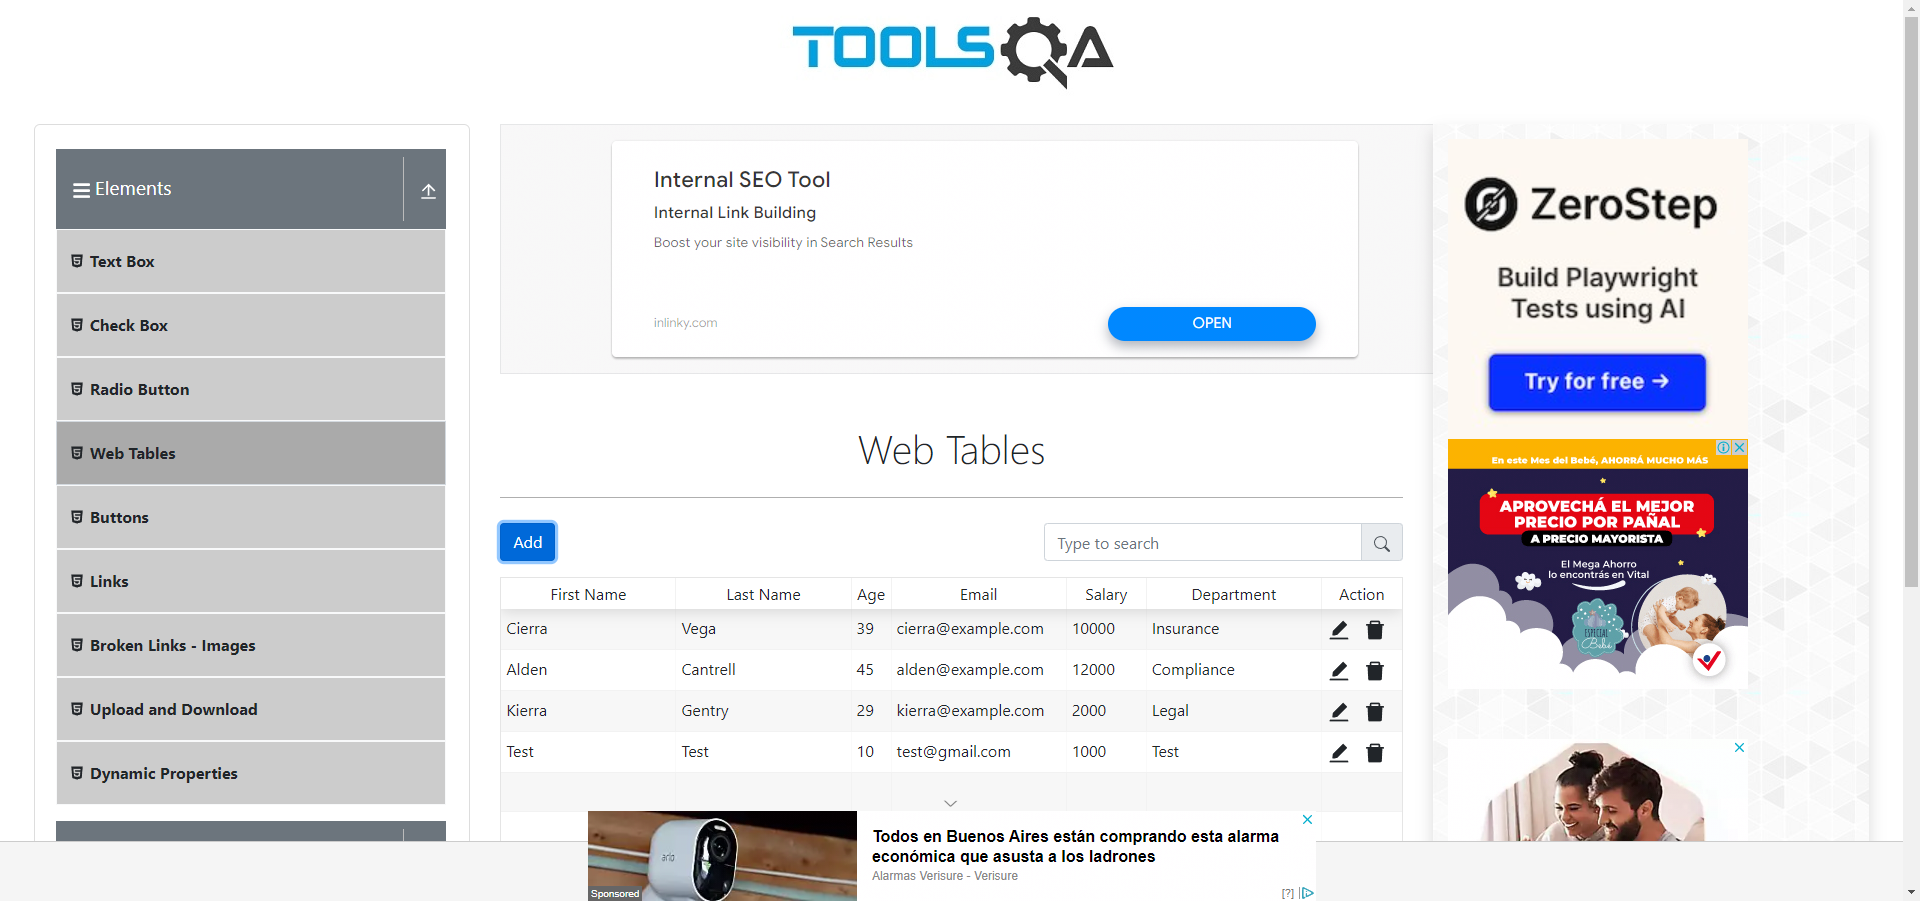 TOOLSQA
Elements
Text Box
Check Box
Radio Button
Web Tables
Buttons
Links
Broken Links - Images
Upload and Download
Dynamic Properties
Internal SEO Tool
Internal Link Building
Boost your site visibility in Search Results
inlinky.com
OPEN
Web Tables
Add
Type to search
First Name Last Name Age Email Salary Department Action
Cierra Vega 39 cierra@example.com 10000 Insurance
Alden Cantrell 45 alden@example.com 12000 Compliance
Kierra Gentry 29 kierra@example.com 2000 Legal
Test Test 10 test@gmail.com 1000 Test
ZeroStep
Build Playwright
Tests using AI
Try for free →
En este Mes del Bebé, AHORRÁ MUCHO MÁS
APROVECHÁ EL MEJOR
PRECIO POR PAÑAL
A PRECIO MAYORISTA
El Mega Ahorro
lo encontrás en Vital
ESPECIAL
Bebé
arlo
Sponsored
Todos en Buenos Aires están comprando esta alarma
económica que asusta a los ladrones
Alarmas Verisure - Verisure
[?]